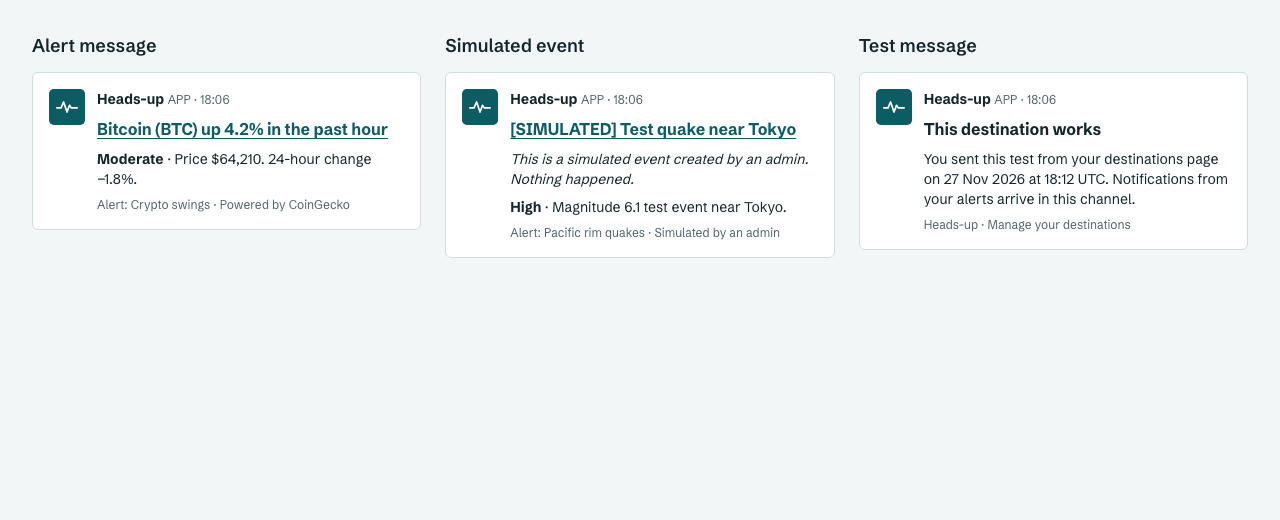 Alert message
Heads-up APP · 18:06
Bitcoin (BTC) up 4.2% in the past hour
Moderate · Price $64,210. 24-hour change
−1.8%.
Alert: Crypto swings · Powered by CoinGecko
Simulated event
Heads-up APP · 18:06
[SIMULATED] Test quake near Tokyo
This is a simulated event created by an admin.
Nothing happened.
High · Magnitude 6.1 test event near Tokyo.
Alert: Pacific rim quakes · Simulated by an admin
Test message
Heads-up APP · 18:06
This destination works
You sent this test from your destinations page
on 27 Nov 2026 at 18:12 UTC. Notifications from
your alerts arrive in this channel.
Heads-up · Manage your destinations